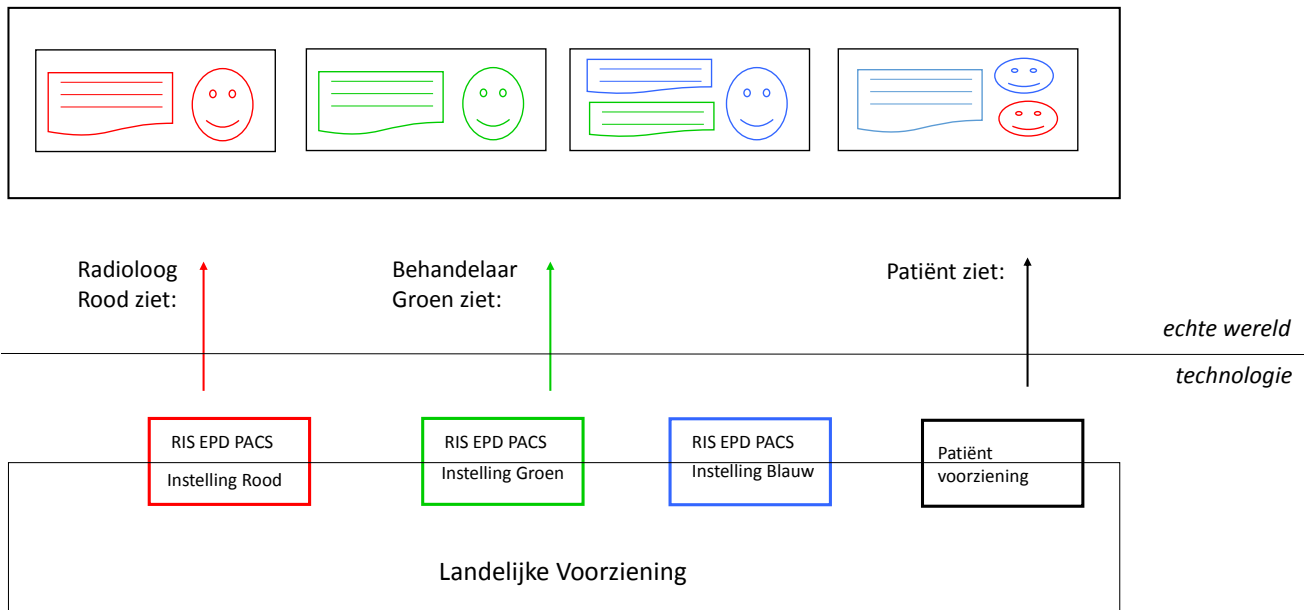 Radioloog
Rood ziet:
Behandelaar
Groen ziet:
Patiënt ziet:
echte wereld
technologie
RIS EPD PACS
Instelling Rood
RIS EPD PACS
Instelling Groen
RIS EPD PACS
Instelling Blauw
Patiënt
voorziening
Landelijke Voorziening